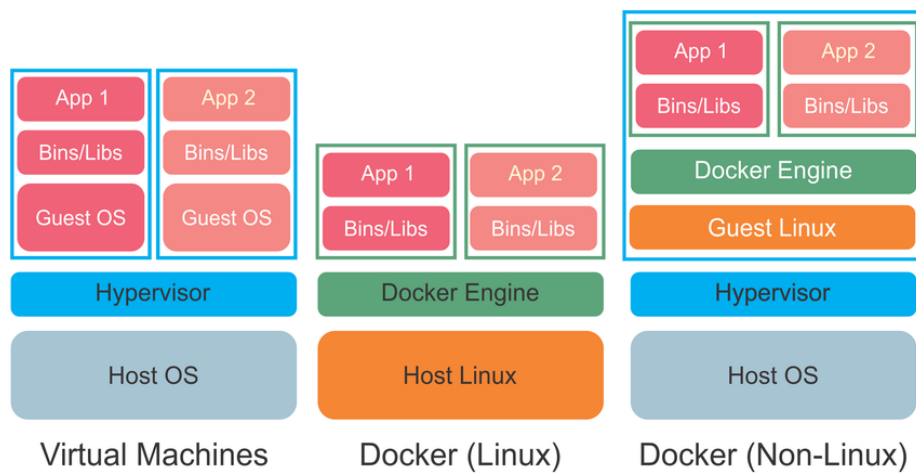 App 1
App 2
Bins/Libs
Bins/Libs
Guest OS
Guest OS
Hypervisor
Host OS
Virtual Machines
App 1
App 2
Bins/Libs
Bins/Libs
Docker Engine
Host Linux
Docker (Linux)
App 1
App 2
Bins/Libs
Bins/Libs
Docker Engine
Guest Linux
Hypervisor
Host OS
Docker (Non-Linux)